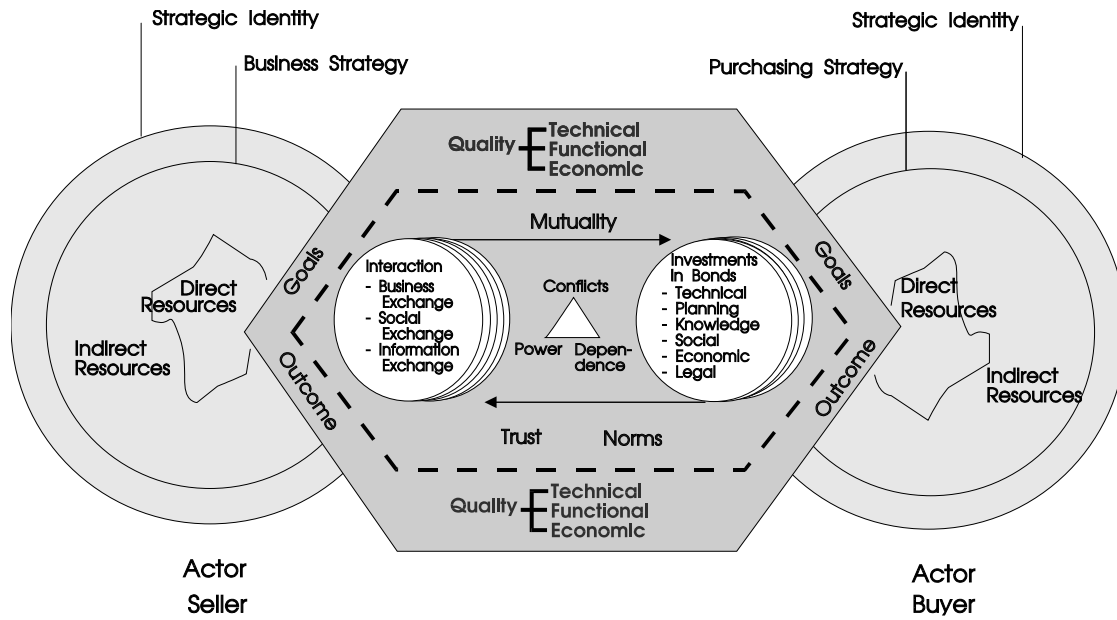 Strategic Identity
Business Strategy
Strategic Identity
Purchasing Strategy
Quality
Technical
Functional
Economic
Mutuality
Goals
Goals
Interaction
- Business
Exchange
- Social
Exchange
- Information
Exchange
Conflicts
Power
Depen-
dence
Investments
In Bonds
- Technical
- Planning
- Knowledge
- Social
- Economic
- Legal
Direct
Resources
Indirect
Resources
Direct
Resources
Indirect
Resources
Outcome
Outcome
Trust
Norms
Quality
Technical
Functional
Economic
Actor
Seller
Actor
Buyer